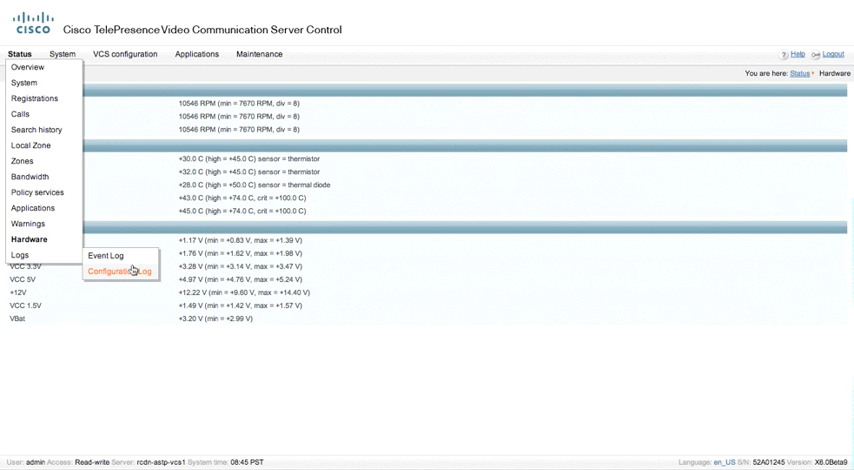 CISCO
Cisco TelePresence Video Communication Server Control
Status System VCS configuration Applications Maintenance
Help Logout
You are here: Status Hardware
Overview
System
Registrations
Calls
Search history
Local Zone
Zones
Bandwidth
Policy services
Applications
Warnings
Hardware
Logs
Event Log
Configuration Log
10546 RPM (min = 7670 RPM, div = 8)
10546 RPM (min = 7670 RPM, div = 8)
10546 RPM (min = 7670 RPM, div = 8)
+30.0 C (high = +45.0 C) sensor = thermistor
+32.0 C (high = +45.0 C) sensor = thermistor
+28.0 C (high = +50.0 C) sensor = thermal diode
+43.0 C (high = +74.0 C, crit = +100.0 C)
+45.0 C (high = +74.0 C, crit = +100.0 C)
+1.17 V (min = +0.83 V, max = +1.39 V)
+1.76 V (min = +1.62 V, max = +1.98 V)
VCC 3.3V +3.28 V (min = +3.14 V, max = +3.47 V)
VCC 5V +4.97 V (min = +4.76 V, max = +5.24 V)
+12V +12.22 V (min = +9.60 V, max = +14.40 V)
VCC 1.5V +1.49 V (min = +1.42 V, max = +1.57 V)
VBat +3.20 V (min = +2.99 V)
User: admin Access: Read-write Server: rcdn-astp-vcs1 System time: 08:45 PST
Language: en_US S/N: 52A01245 Version: X6.0Beta9